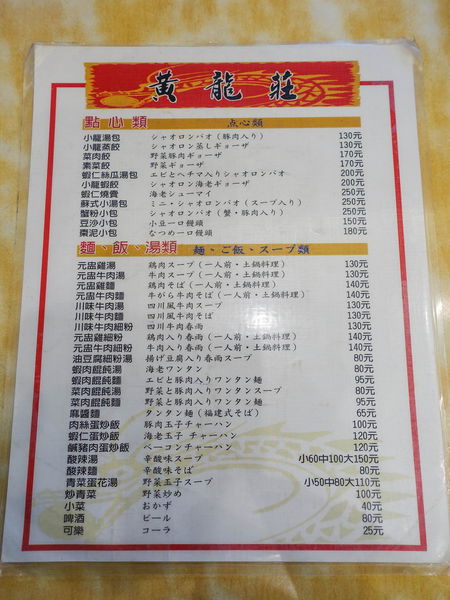 黃龍莊
點心類 点心類
小龍湯包 シャオロンパオ（豚肉入り） 130元
小龍蒸餃 シャオロン蒸しギョーザ 130元
菜肉餃 野菜豚肉ギョーザ 170元
素菜餃 野菜ギョーザ 170元
蝦仁絲瓜湯包 エビとヘチマ入りシャオロンパオ 200元
小龍蝦餃 シャオロン海老ギョーザ 200元
蝦仁燒賣 海老シューマイ 250元
蘇式小湯包 ミニ・シャオロンパオ（スープ入り） 250元
蟹粉小包 シャオロンパオ（蟹・豚肉入り） 250元
豆沙小包 小豆一口饅頭 150元
棗泥小包 なつめ一口饅頭 180元
麵、飯、湯類 麺、ご飯、スープ類
元盅雞湯 鶏肉スープ（一人前・土鍋料理） 130元
元盅牛肉湯 牛肉スープ（一人前・土鍋料理） 130元
元盅雞麵 鶏肉そば（一人前・土鍋料理） 140元
元盅牛肉麵 牛がら牛肉そば（一人前・土鍋料理） 140元
川味牛肉湯 四川風牛肉スープ 130元
川味牛肉麵 四川風牛肉そば 130元
川味牛肉細粉 四川牛肉春雨 130元
元盅雞細粉 鶏肉入り春雨（一人前・土鍋料理） 140元
元盅牛肉細粉 牛肉入り春雨（一人前・土鍋料理） 140元
油豆腐細粉湯 揚げ豆腐入り春雨スープ 80元
蝦肉餛飩湯 海老ワンタン 80元
蝦肉餛飩麵 エビと豚肉入りワンタン麺 95元
菜肉餛飩湯 野菜と豚肉入りワンタンスープ 80元
菜肉餛飩麵 野菜と豚肉入りワンタン麺 95元
麻醬麵 タンタン麺（福建式そば） 65元
肉絲蛋炒飯 豚肉玉子チャーハン 100元
蝦仁蛋炒飯 海老玉子チャーハン 120元
鹹豬肉蛋炒飯 ベーコンチャーハン 120元
酸辣湯 辛酸味スープ 小60中100大150元
酸辣麵 辛酸味そば 80元
青菜蛋花湯 野菜玉子スープ 小50中80大110元
炒青菜 野菜炒め 100元
小菜 おかず 40元
啤酒 ビール 80元
可樂 コーラ 25元